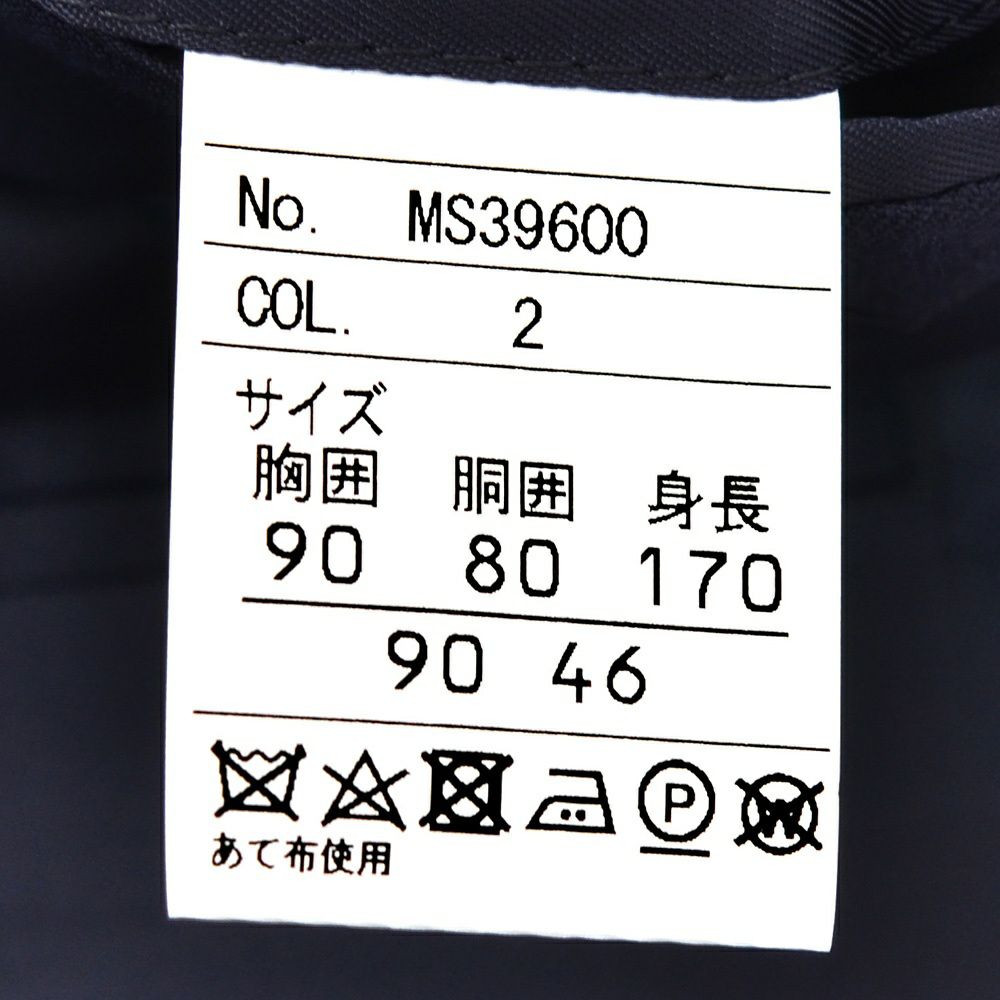 No. MS39600
COL. 2
サイズ
胸囲 胴囲 身長
90 80 170
90 46
P W
あて布使用